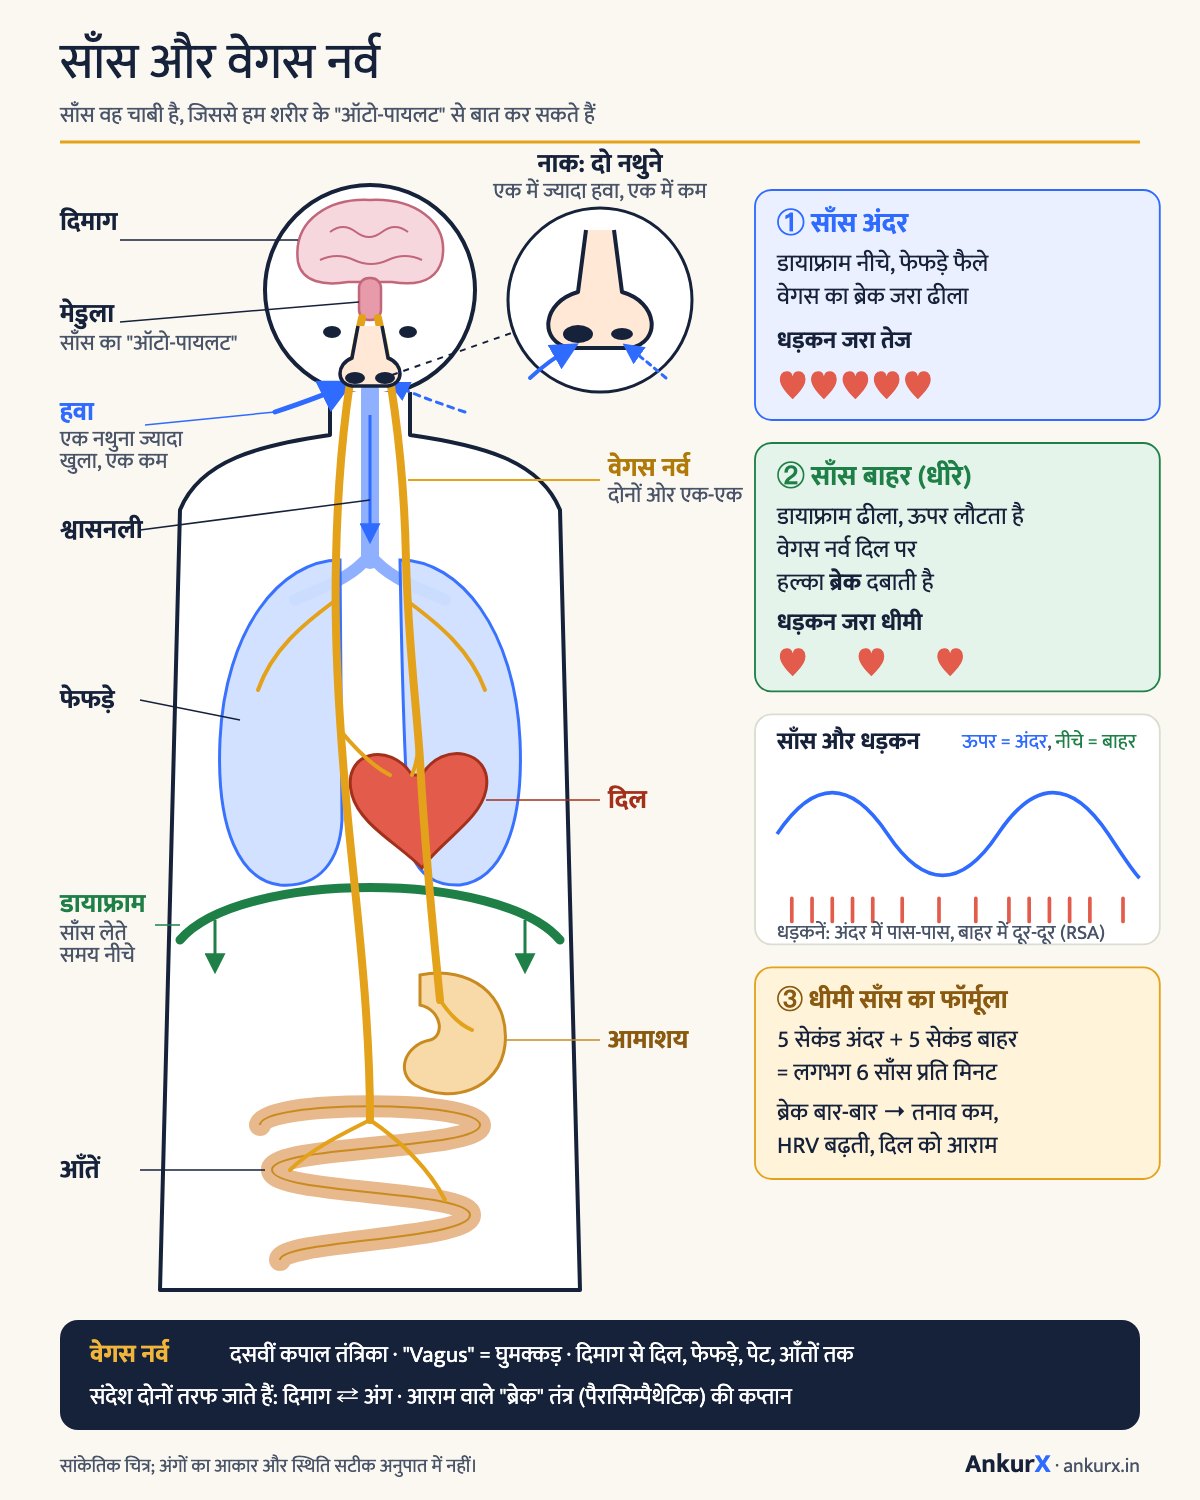 साँस और वेगस नर्व
साँस वह चाबी है, जिससे हम शरीर के "ऑटो-पायलट" से बात कर सकते हैं
नाक: दो नथुने
एक में ज्यादा हवा, एक में कम
दिमाग
मेडुला
साँस का "ऑटो-पायलट"
हवा
एक नथुना ज्यादा
खुला, एक कम
श्वासनली
वेगस नर्व
दोनों ओर एक-एक
फेफड़े
दिल
डायाफ्राम
साँस लेते
समय नीचे
आमाशय
आँतें
① साँस अंदर
डायाफ्राम नीचे, फेफड़े फैले
वेगस का ब्रेक जरा ढीला
धड़कन जरा तेज
② साँस बाहर (धीरे)
डायाफ्राम ढीला, ऊपर लौटता है
वेगस नर्व दिल पर
हल्का ब्रेक दबाती है
धड़कन जरा धीमी
साँस और धड़कन
ऊपर = अंदर, नीचे = बाहर
धड़कनें: अंदर में पास-पास, बाहर में दूर-दूर (RSA)
③ धीमी साँस का फॉर्मूला
5 सेकंड अंदर + 5 सेकंड बाहर
= लगभग 6 साँस प्रति मिनट
ब्रेक बार-बार → तनाव कम,
HRV बढ़ती, दिल को आराम
वेगस नर्व दसवीं कपाल तंत्रिका · "Vagus" = घुमक्कड़ · दिमाग से दिल, फेफड़े, पेट, आँतों तक
संदेश दोनों तरफ जाते हैं: दिमाग ⇄ अंग · आराम वाले "ब्रेक" तंत्र (पैरासिम्पैथेटिक) की कप्तान
सांकेतिक चित्र; अंगों का आकार और स्थिति सटीक अनुपात में नहीं।
AnkurX · ankurx.in